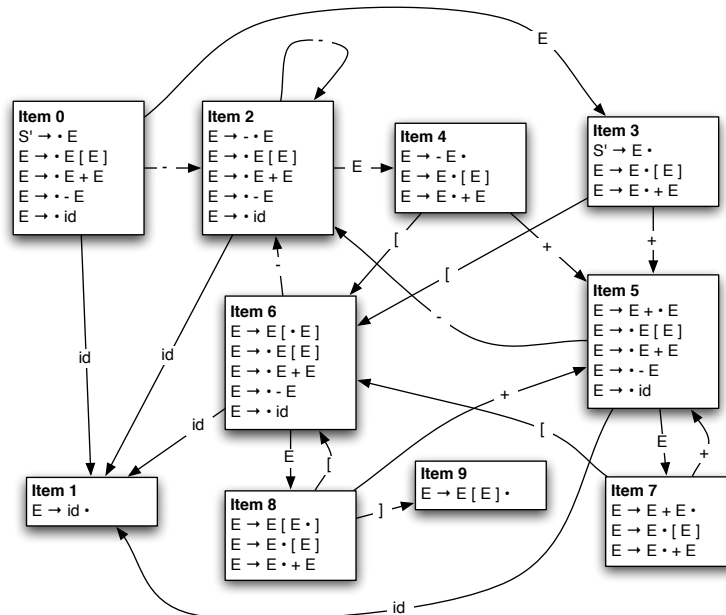 E
-
Item 0
S' → • E
E → • E [ E ]
E → • E + E
E → • - E
E → • id
-
Item 2
E → - • E
E → • E [ E ]
E → • E + E
E → • - E
E → • id
E
Item 4
E → - E •
E → E • [ E ]
E → E • + E
Item 3
S' → E •
E → E • [ E ]
E → E • + E
[
+
+
-
[
Item 6
E → E [ • E ]
E → • E [ E ]
E → • E + E
E → • - E
E → • id
-
Item 5
E → E + • E
E → • E [ E ]
E → • E + E
E → • - E
E → • id
id
id
id
+
[
E
[
E
+
Item 1
E → id •
Item 8
E → E [ E • ]
E → E • [ E ]
E → E • + E
]
Item 9
E → E [ E ] •
Item 7
E → E + E •
E → E • [ E ]
E → E • + E
id